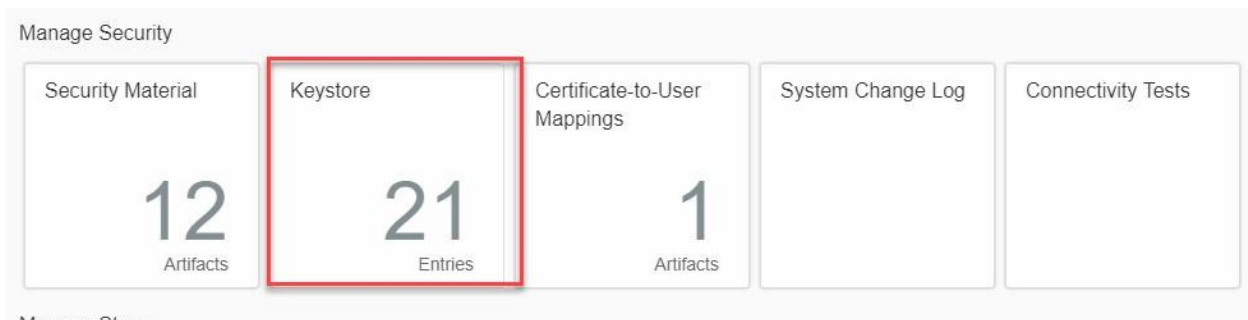 Manage Security
Security Material
Keystore
Certificate-to-User
Mappings
System Change Log
Connectivity Tests
12
21
1
Artifacts
Entries
Artifacts